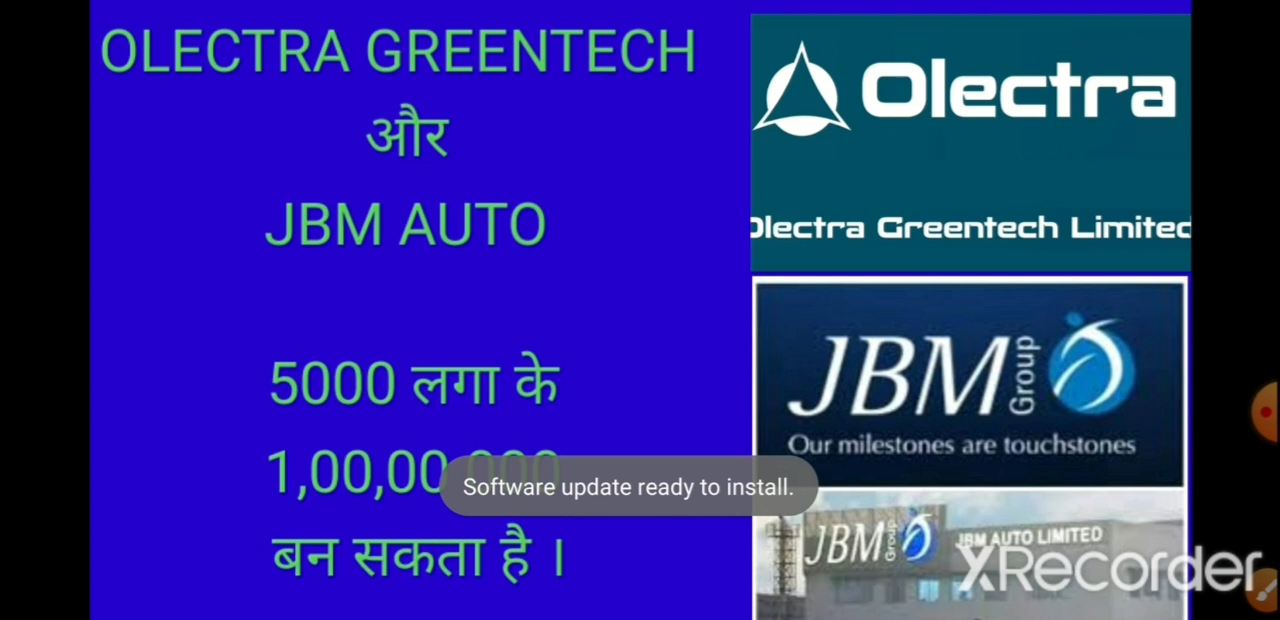 OLECTRA GREENTECH
और
JBM AUTO
5000 लगा के
1,00,00,000
बन सकता है ।
Olectra
Olectra Greentech Limited
JBM Group
Our milestones are touchstones
Software update ready to install.
JBM Group
JBM AUTO LIMITED
XRecorder